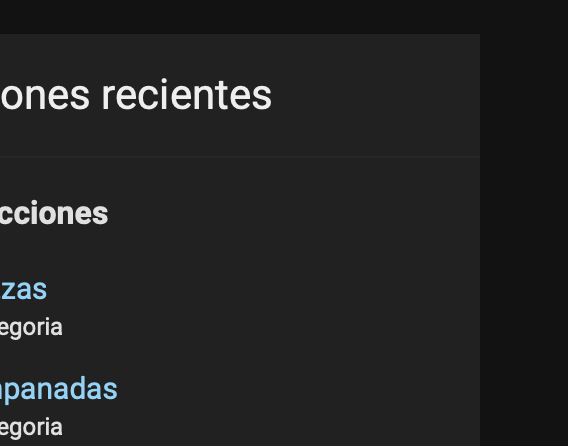 ones recientes
cciones
zas
egoria
panadas
egoria